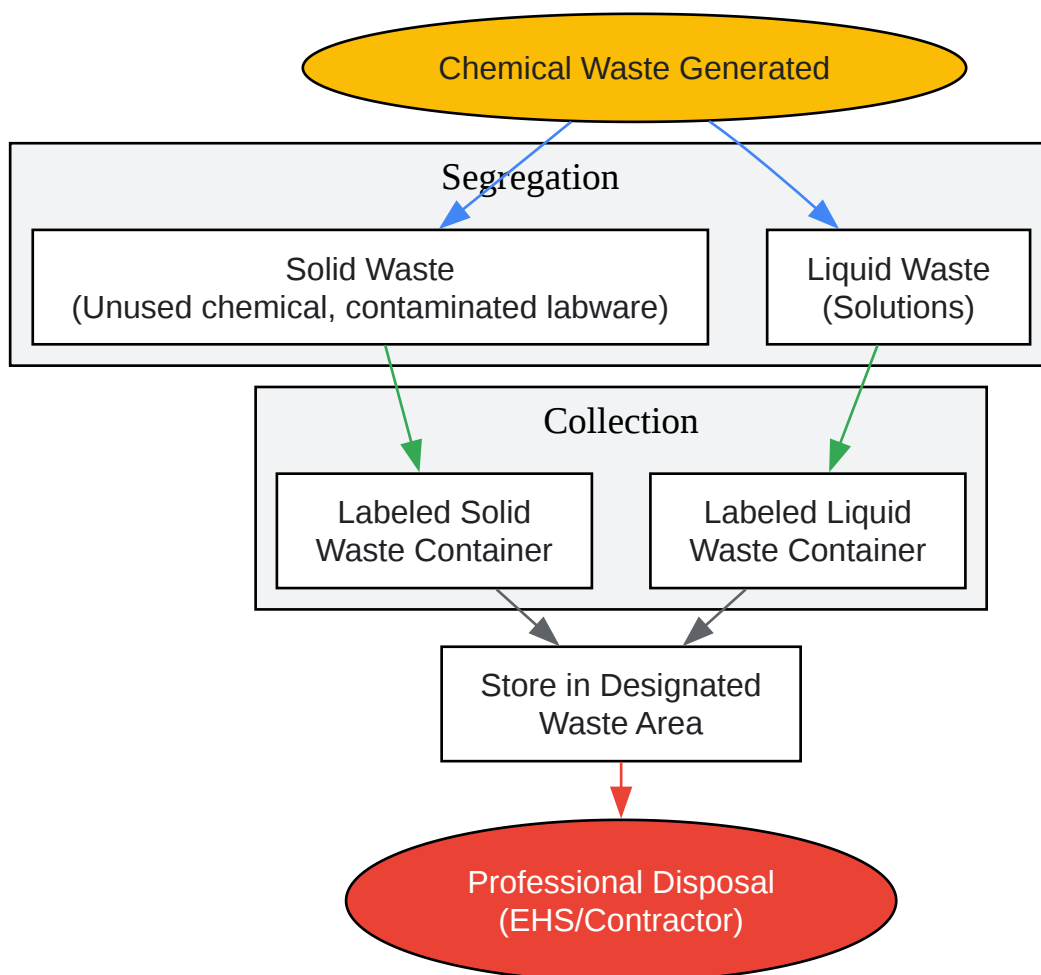 Chemical Waste Generated
Segregation
Solid Waste
(Unused chemical, contaminated labware)
Liquid Waste
(Solutions)
Collection
Labeled Solid
Waste Container
Labeled Liquid
Waste Container
Store in Designated
Waste Area
Professional Disposal
(EHS/Contractor)